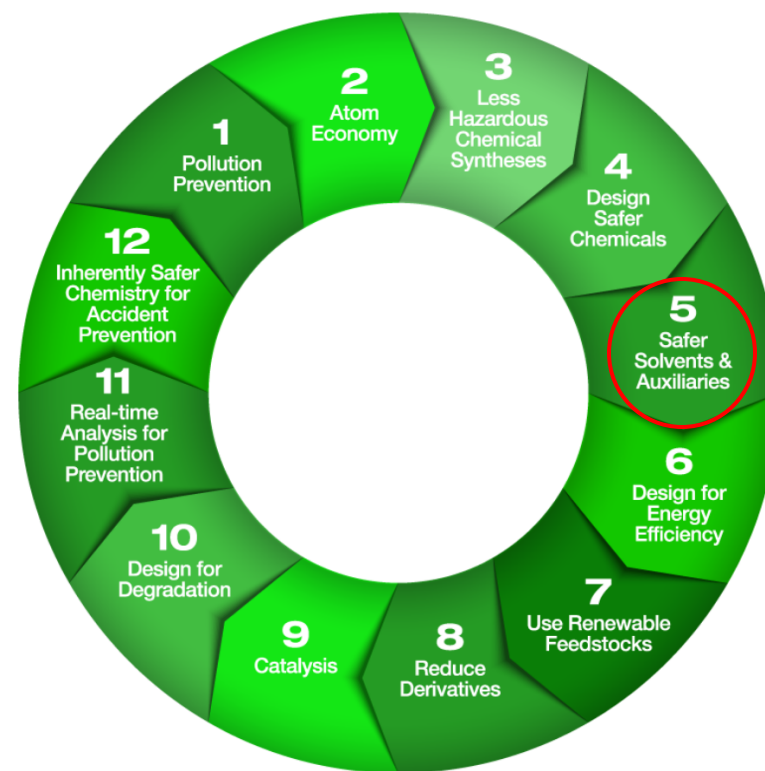 1
Pollution
Prevention
2
Atom
Economy
3
Less
Hazardous
Chemical
Syntheses
4
Design
Safer
Chemicals
5
Safer
Solvents &
Auxiliaries
6
Design for
Energy
Efficiency
7
Use Renewable
Feedstocks
8
Reduce
Derivatives
9
Catalysis
10
Design for
Degradation
11
Real-time
Analysis for
Pollution
Prevention
12
Inherently Safer
Chemistry for
Accident
Prevention